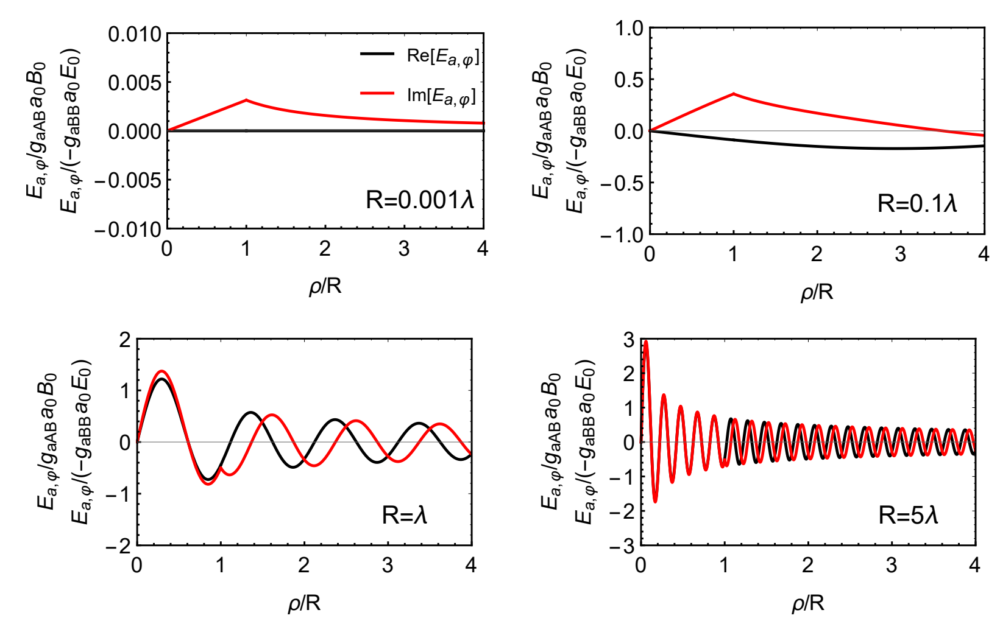 E_{a,φ}/g_{aAB}a_0B_0
E_{a,φ}/(−g_{aBB}a_0E_0)
0.010
0.005
0.000
−0.005
−0.010
Re[E_{a,φ}]
Im[E_{a,φ}]
R=0.001λ
0 1 2 3 4
ρ/R
E_{a,φ}/g_{aAB}a_0B_0
E_{a,φ}/(−g_{aBB}a_0E_0)
1.0
0.5
0.0
−0.5
−1.0
R=0.1λ
0 1 2 3 4
ρ/R
E_{a,φ}/g_{aAB}a_0B_0
E_{a,φ}/(−g_{aBB}a_0E_0)
2
1
0
−1
−2
R=λ
0 1 2 3 4
ρ/R
E_{a,φ}/g_{aAB}a_0B_0
E_{a,φ}/(−g_{aBB}a_0E_0)
3
2
1
0
−1
−2
−3
R=5λ
0 1 2 3 4
ρ/R